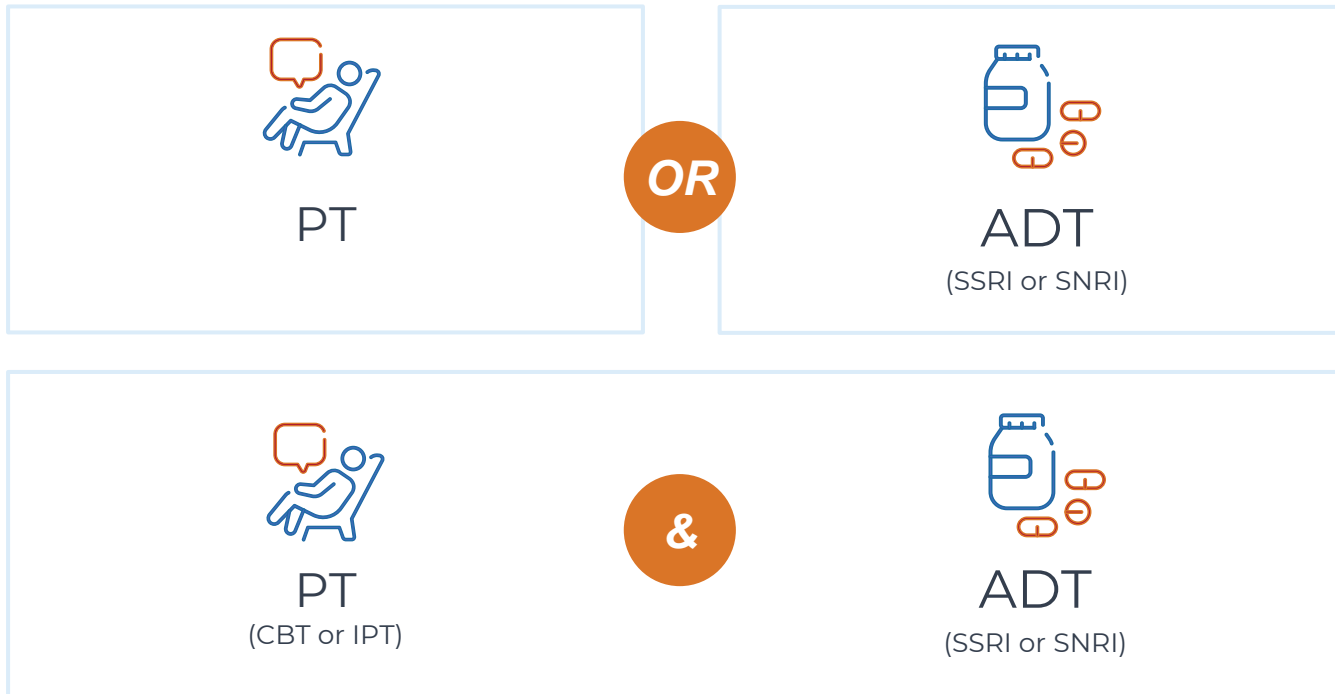 PT
OR
ADT
(SSRI or SNRI)
PT
(CBT or IPT)
&
ADT
(SSRI or SNRI)